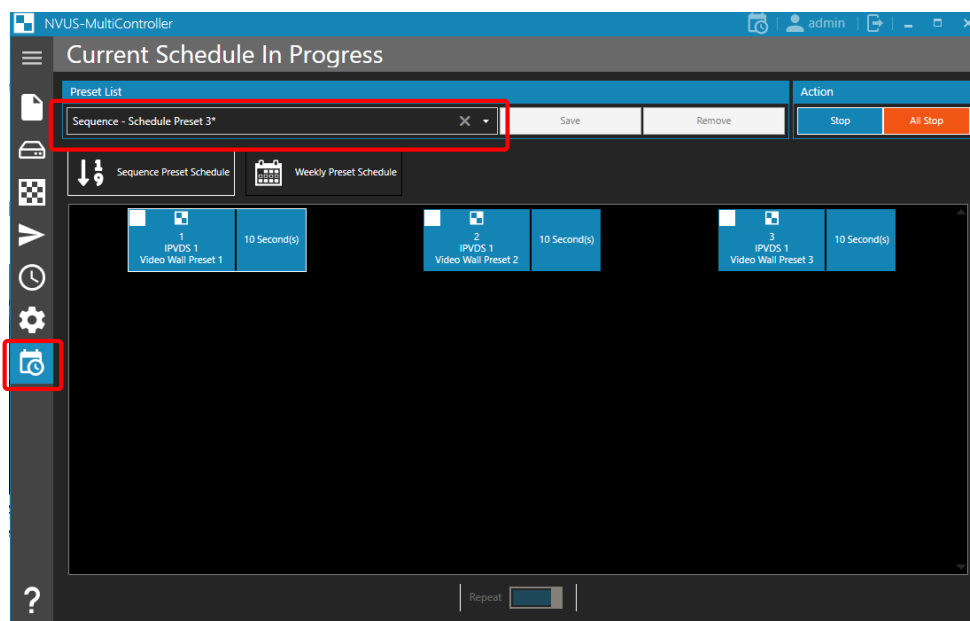 NVUS-MultiController
admin
Current Schedule In Progress
Preset List
Action
Sequence - Schedule Preset 3*
Save
Remove
Stop
All Stop
1 9
Sequence Preset Schedule
Weekly Preset Schedule
1
IPVDS 1
Video Wall Preset 1
10 Second(s)
2
IPVDS 1
Video Wall Preset 2
10 Second(s)
3
IPVDS 1
Video Wall Preset 3
10 Second(s)
?
Repeat